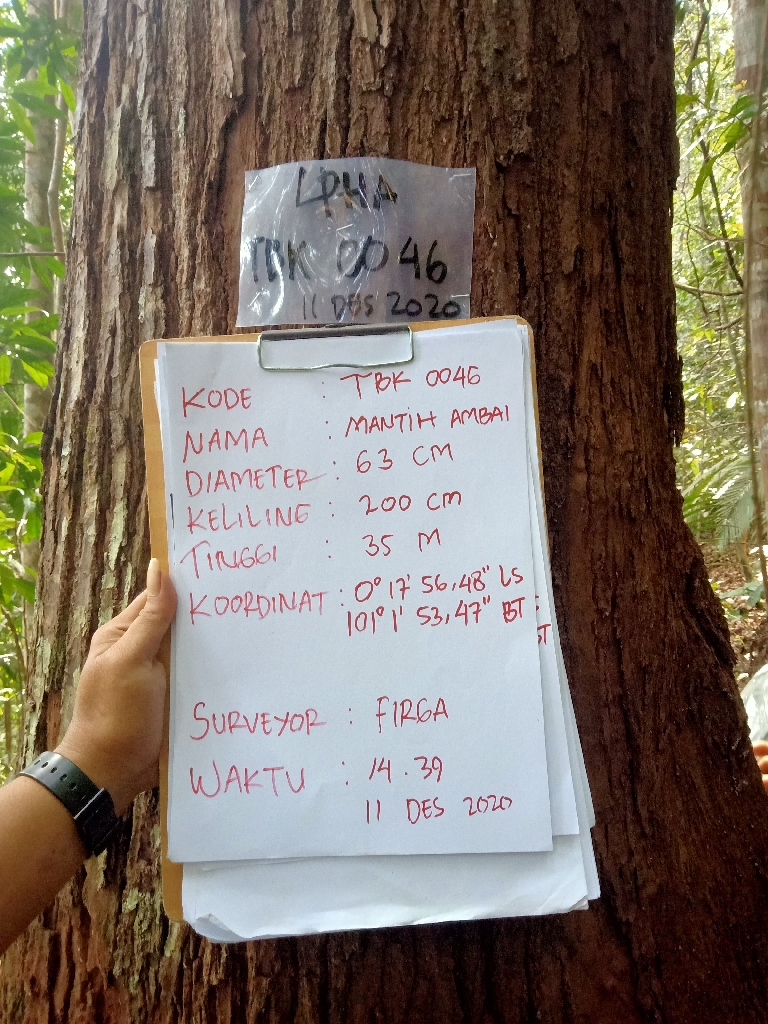 LPHA
TBK 0046
11 DES 2020
KODE : TBK 0046
NAMA : MANTIH AMBAI
DIAMETER : 63 CM
KELILING : 200 cm
TINGGI : 35 M
KOORDINAT : 0° 17' 56,48" LS
101° 1' 53,47" BT :
ST
SURVEYOR : FIRGA
WAKTU : 14.39
11 DES 2020